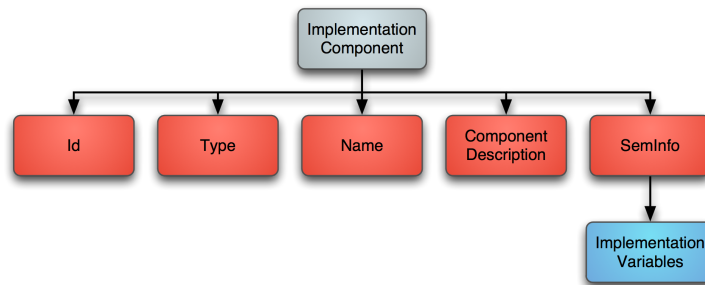 Implementation
Component
Id
Type
Name
Component
Description
SemInfo
Implementation
Variables